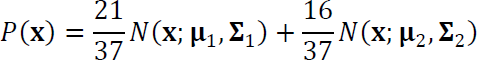 P(x) = 21/37 N(x; μ₁, Σ₁) + 16/37 N(x; μ₂, Σ₂)